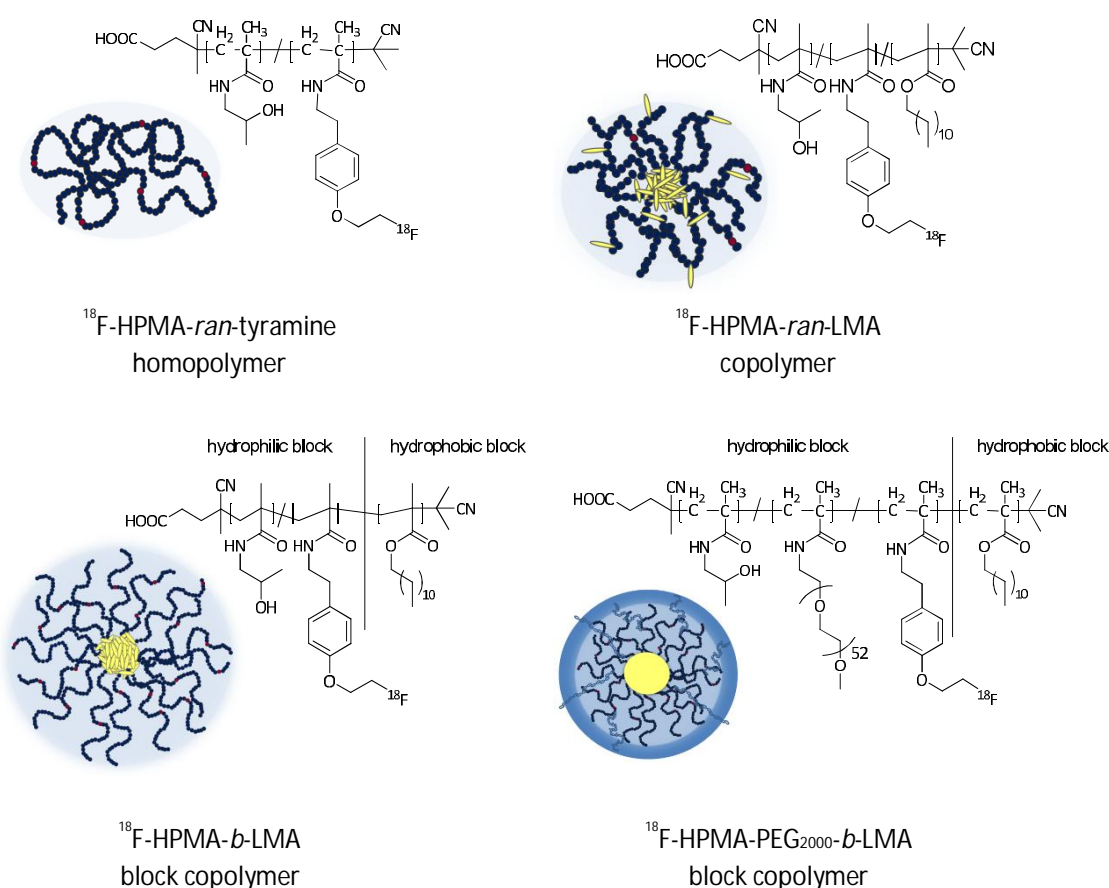 CN H₂ CH₃ H₂ CH₃
HOOC C C C C CN
HN O HN O
OH
O
¹⁸F
¹⁸F-HPMA-ran-tyramine
homopolymer
CN
HOOC CN
HN O HN O O O
OH 10
O
¹⁸F
¹⁸F-HPMA-ran-LMA
copolymer
hydrophilic block hydrophobic block
CN
HOOC CN
HN O HN O O O
OH 10
O
¹⁸F
¹⁸F-HPMA-b-LMA
block copolymer
hydrophilic block hydrophobic block
CN H₂ CH₃ H₂ CH₃ H₂ CH₃ H₂ CH₃
HOOC C C C C C C C C CN
HN O HN O HN O O O
OH O 10
52
O
O
¹⁸F
¹⁸F-HPMA-PEG₂₀₀₀-b-LMA
block copolymer